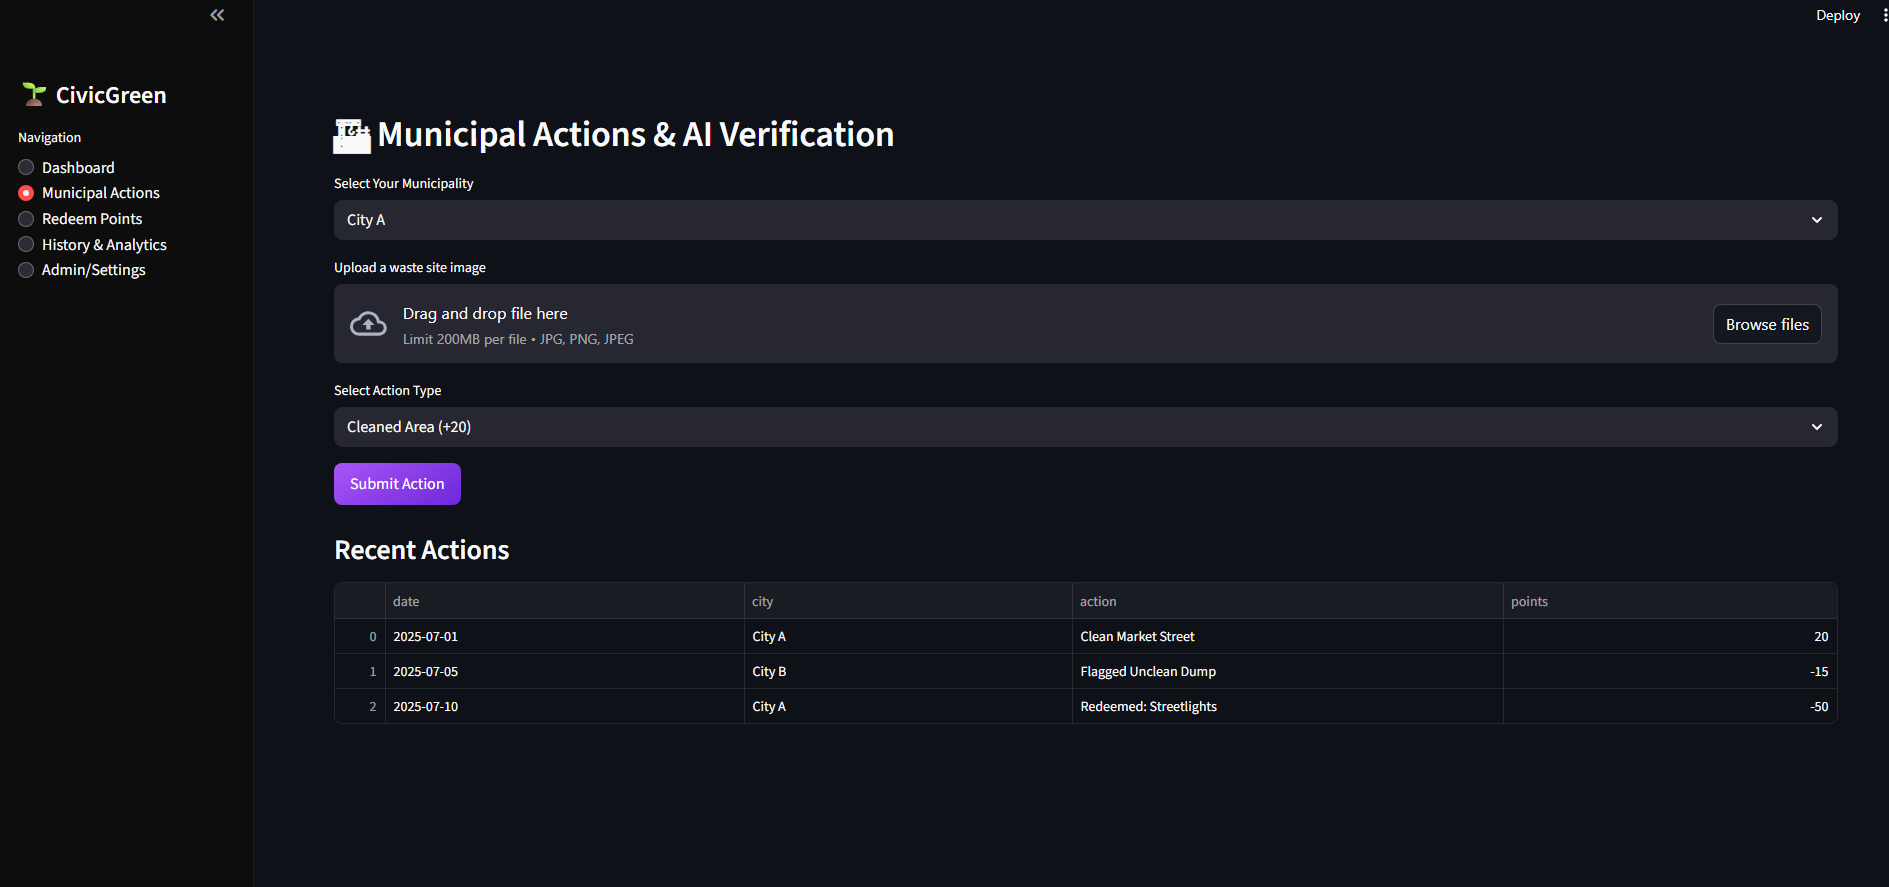 Deploy
CivicGreen
Navigation
Dashboard
Municipal Actions
Redeem Points
History & Analytics
Admin/Settings
Municipal Actions & AI Verification
Select Your Municipality
City A
Upload a waste site image
Drag and drop file here
Limit 200MB per file • JPG, PNG, JPEG
Browse files
Select Action Type
Cleaned Area (+20)
Submit Action
Recent Actions
date city action points
0 2025-07-01 City A Clean Market Street 20
1 2025-07-05 City B Flagged Unclean Dump -15
2 2025-07-10 City A Redeemed: Streetlights -50